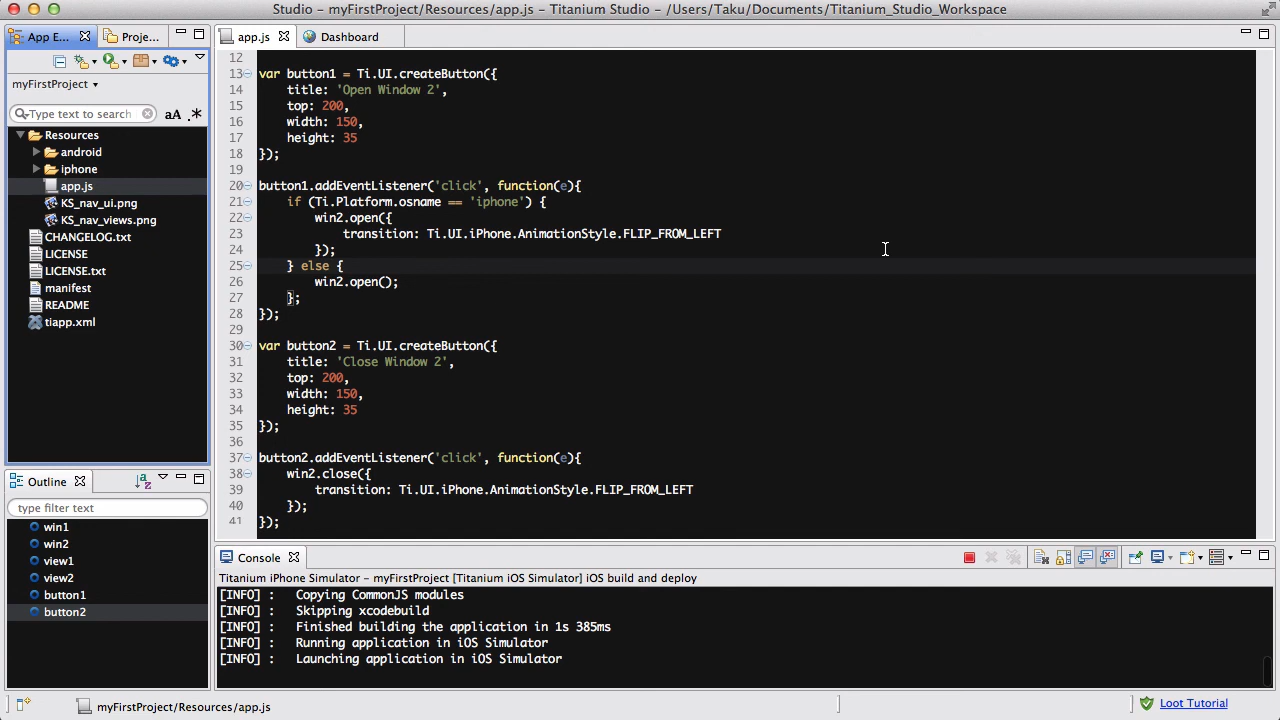 Studio - myFirstProject/Resources/app.js - Titanium Studio - /Users/Taku/Documents/Titanium_Studio_Workspace
App E...
Proje...
myFirstProject
Type text to search
aA .*
Resources
android
iphone
app.js
KS_nav_ui.png
KS_nav_views.png
CHANGELOG.txt
LICENSE
LICENSE.txt
manifest
README
tiapp.xml
Outline
type filter text
win1
win2
view1
view2
button1
button2
app.js
Dashboard
12
13 var button1 = Ti.UI.createButton({
14 title: 'Open Window 2',
15 top: 200,
16 width: 150,
17 height: 35
18 });
19
20 button1.addEventListener('click', function(e){
21 if (Ti.Platform.osname == 'iphone') {
22 win2.open({
23 transition: Ti.UI.iPhone.AnimationStyle.FLIP_FROM_LEFT
24 });
25 } else {
26 win2.open();
27 };
28 });
29
30 var button2 = Ti.UI.createButton({
31 title: 'Close Window 2',
32 top: 200,
33 width: 150,
34 height: 35
35 });
36
37 button2.addEventListener('click', function(e){
38 win2.close({
39 transition: Ti.UI.iPhone.AnimationStyle.FLIP_FROM_LEFT
40 });
41 });
Console
Titanium iPhone Simulator - myFirstProject [Titanium iOS Simulator] iOS build and deploy
[INFO] : Copying CommonJS modules
[INFO] : Skipping xcodebuild
[INFO] : Finished building the application in 1s 385ms
[INFO] : Running application in iOS Simulator
[INFO] : Launching application in iOS Simulator
myFirstProject/Resources/app.js
Loot Tutorial